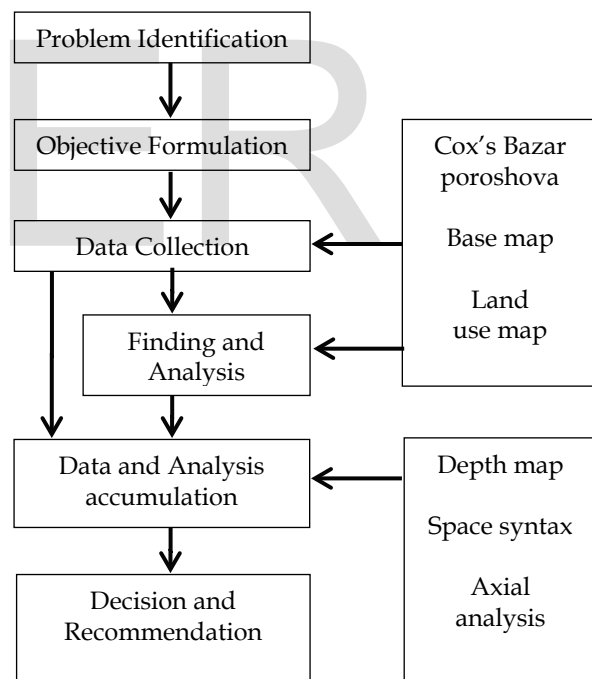 Problem Identification
Objective Formulation
Data Collection
Finding and
Analysis
Data and Analysis
accumulation
Decision and
Recommendation
Cox's Bazar
poroshova
Base map
Land
use map
Depth map
Space syntax
Axial
analysis
ER